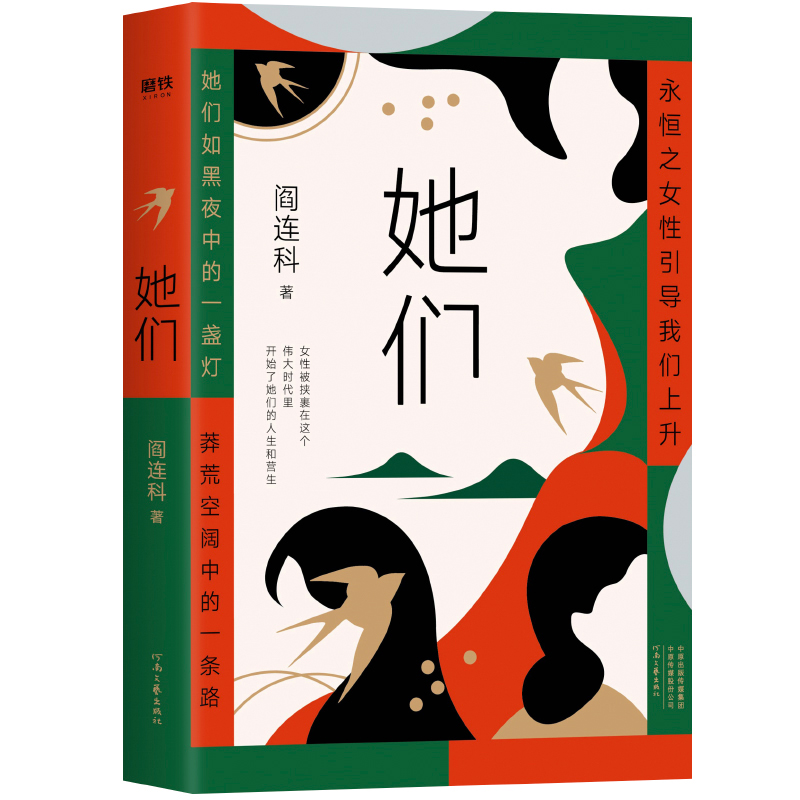 磨铁
XIRON
她们
阎连科
著
河南文艺出版社
她们如黑夜中的一盏灯
莽荒空阔中的一条路
阎连科
著
她们
女性被挟裹在这个
伟大时代里
开始了她们的人生和营生
永恒之女性引导我们上升
中原出版传媒集团
中原传媒股份公司
河南文艺出版社